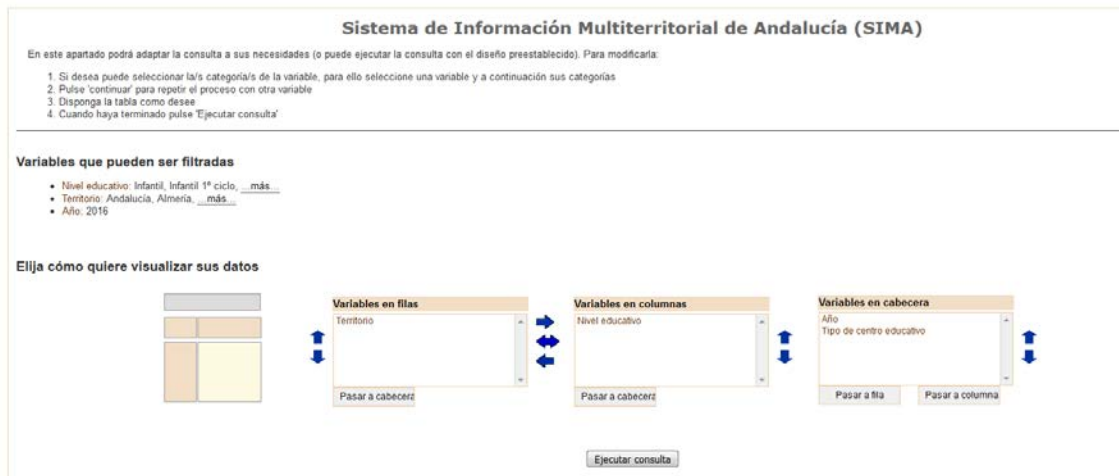 Sistema de Información Multiterritorial de Andalucía (SIMA)
En este apartado podrá adaptar la consulta a sus necesidades (o puede ejecutar la consulta con el diseño preestablecido). Para modificarla:
1. Si desea puede seleccionar la/s categoría/s de la variable, para ello seleccione una variable y a continuación sus categorías
2. Pulse 'continuar' para repetir el proceso con otra variable
3. Disponga la tabla como desee
4. Cuando haya terminado pulse 'Ejecutar consulta'
Variables que pueden ser filtradas
Nivel educativo: Infantil, Infantil 1º ciclo, ...más...
Territorio: Andalucía, Almería, ...más...
Año: 2016
Elija cómo quiere visualizar sus datos
Variables en filas
Territorio
Pasar a cabecera
Variables en columnas
Nivel educativo
Pasar a cabecera
Variables en cabecera
Año
Tipo de centro educativo
Pasar a fila
Pasar a columna
Ejecutar consulta